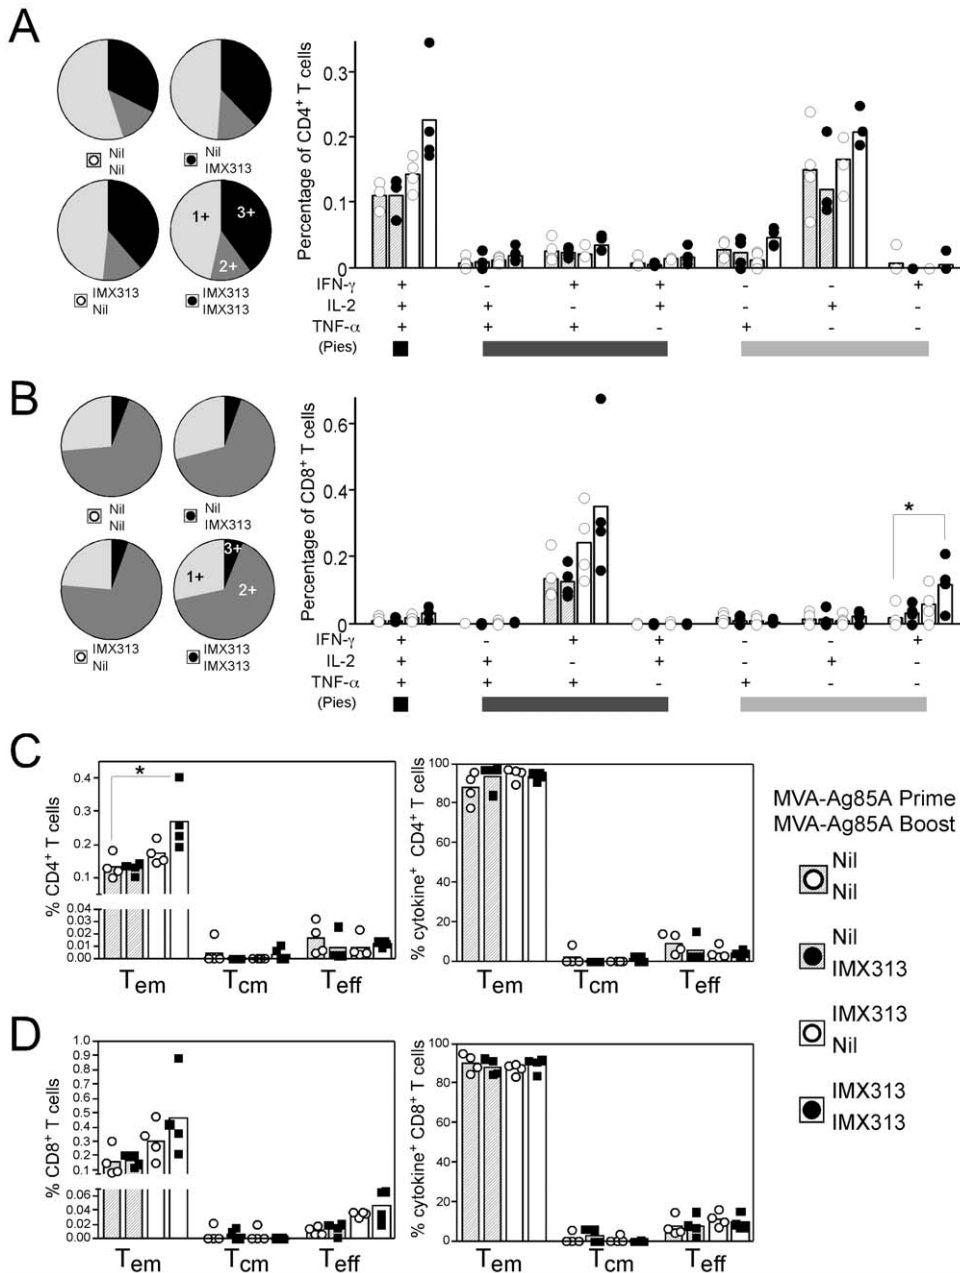 A
Nil
Nil
Nil
IMX313
1+
3+
2+
IMX313
Nil
IMX313
IMX313
Percentage of CD4+ T cells
0.3
0.2
0.1
0
IFN-γ + - + + - - +
IL-2 + + - + - + -
TNF-α + + + - + - -
(Pies)
B
Nil
Nil
Nil
IMX313
1+
3+
2+
IMX313
Nil
IMX313
IMX313
Percentage of CD8+ T cells
0.6
0.4
0.2
0
*
IFN-γ + - + + - - +
IL-2 + + - + - + -
TNF-α + + + - + - -
(Pies)
C
% CD4+ T cells
0.4
0.3
0.2
0.1
0.04
0.03
0.02
0.01
0.00
*
Tem Tcm Teff
% cytokine+ CD4+ T cells
100
80
60
40
20
0
Tem Tcm Teff
MVA-Ag85A Prime
MVA-Ag85A Boost
Nil
Nil
Nil
IMX313
IMX313
Nil
IMX313
IMX313
D
% CD8+ T cells
1.0
0.9
0.8
0.7
0.6
0.5
0.4
0.3
0.2
0.1
0.06
0.04
0.02
0.00
Tem Tcm Teff
% cytokine+ CD8+ T cells
100
80
60
40
20
0
Tem Tcm Teff